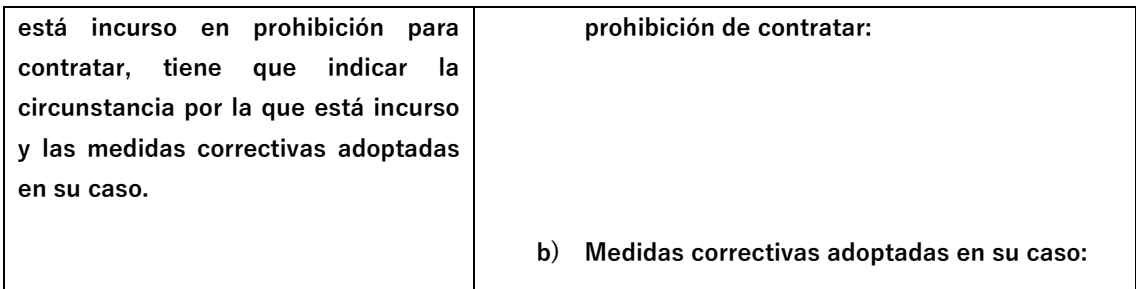 está incurso en prohibición para
contratar, tiene que indicar la
circunstancia por la que está incurso
y las medidas correctivas adoptadas
en su caso.
prohibición de contratar:
b) Medidas correctivas adoptadas en su caso: